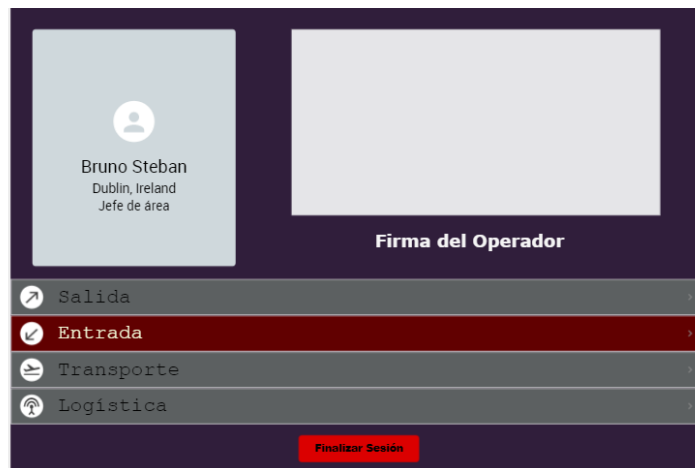 Bruno Steban
Dublin, Ireland
Jefe de área
Firma del Operador
Salida
Entrada
Transporte
Logística
Finalizar Sesión